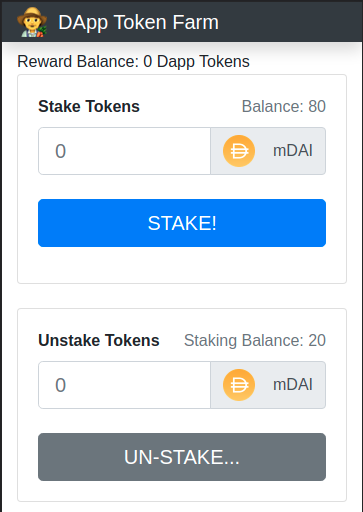 DApp Token Farm
Reward Balance: 0 Dapp Tokens
Stake Tokens Balance: 80
0 mDAI
STAKE!
Unstake Tokens Staking Balance: 20
0 mDAI
UN-STAKE...